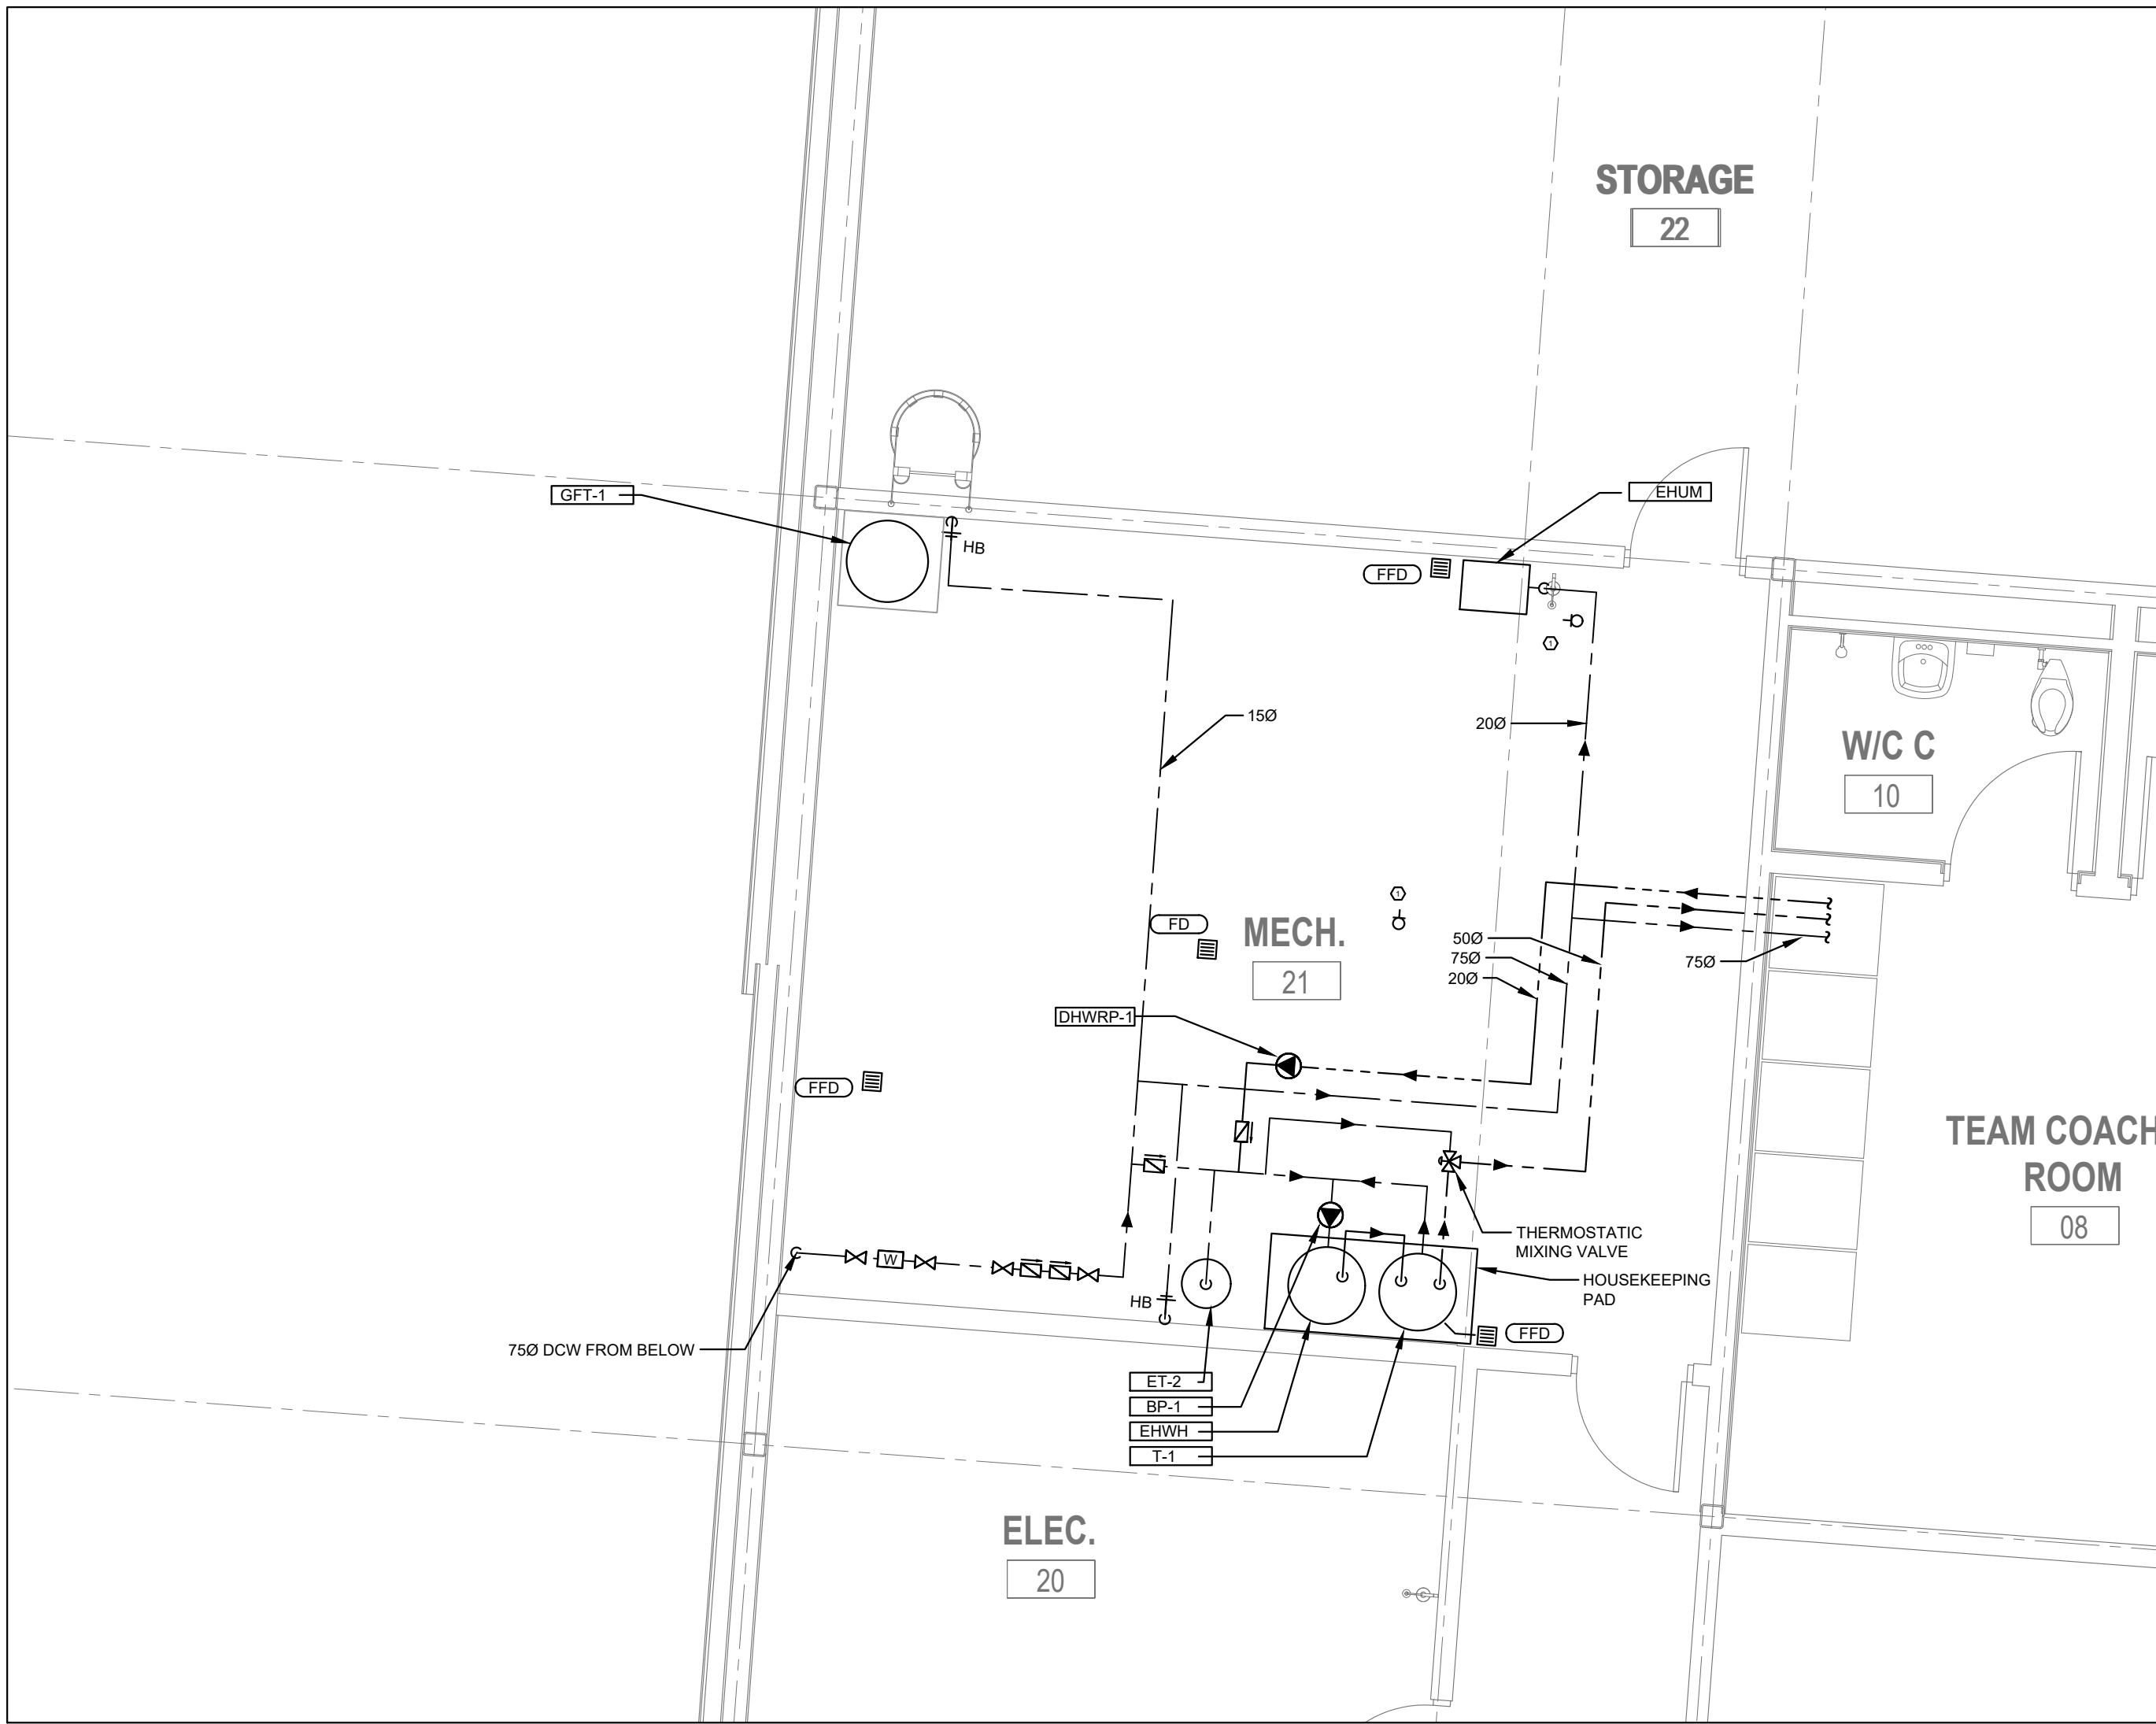 STORAGE
22
GFT-1
EHUM
HB
FFD
1
15Ø
20Ø
W/C C
10
1
FD
MECH.
21
50Ø
75Ø
20Ø
75Ø
DHWRP-1
FFD
TEAM COACH
ROOM
08
W
THERMOSTATIC
MIXING VALVE
HOUSEKEEPING
PAD
HB
FFD
75Ø DCW FROM BELOW
ET-2
BP-1
EHWH
T-1
ELEC.
20